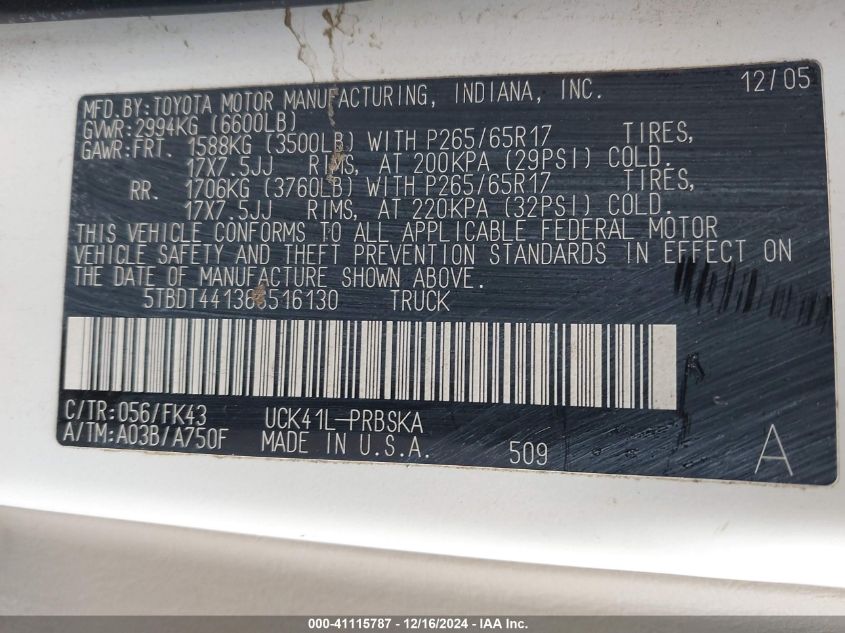 MFD.BY:TOYOTA MOTOR MANUFACTURING, INDIANA, INC. 12/05
GVWR:2994KG (6600LB)
GAWR:FRT. 1588KG (3500LB) WITH P265/65R17 TIRES,
17X7.5JJ RIMS, AT 200KPA (29PSI) COLD.
RR. 1706KG (3760LB) WITH P265/65R17 TIRES,
17X7.5JJ RIMS, AT 220KPA (32PSI) COLD.
THIS VEHICLE CONFORMS TO ALL APPLICABLE FEDERAL MOTOR
VEHICLE SAFETY AND THEFT PREVENTION STANDARDS IN EFFECT ON
THE DATE OF MANUFACTURE SHOWN ABOVE.
5TBDT44136S516130 TRUCK
C/TR:056/FK43 UCK41L-PRBSKA
A/TM:A03B/A750F MADE IN U.S.A. 509 A
000-41115787 - 12/16/2024 - IAA Inc.